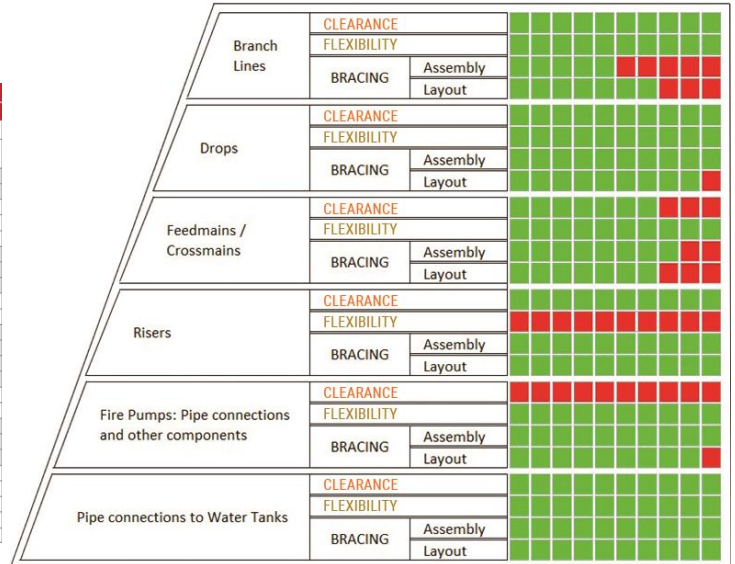 Branch
Lines
CLEARANCE
FLEXIBILITY
BRACING
Assembly
Layout
Drops
CLEARANCE
FLEXIBILITY
BRACING
Assembly
Layout
Feedmains /
Crossmains
CLEARANCE
FLEXIBILITY
BRACING
Assembly
Layout
Risers
CLEARANCE
FLEXIBILITY
BRACING
Assembly
Layout
Fire Pumps: Pipe connections
and other components
CLEARANCE
FLEXIBILITY
BRACING
Assembly
Layout
Pipe connections to Water Tanks
CLEARANCE
FLEXIBILITY
BRACING
Assembly
Layout